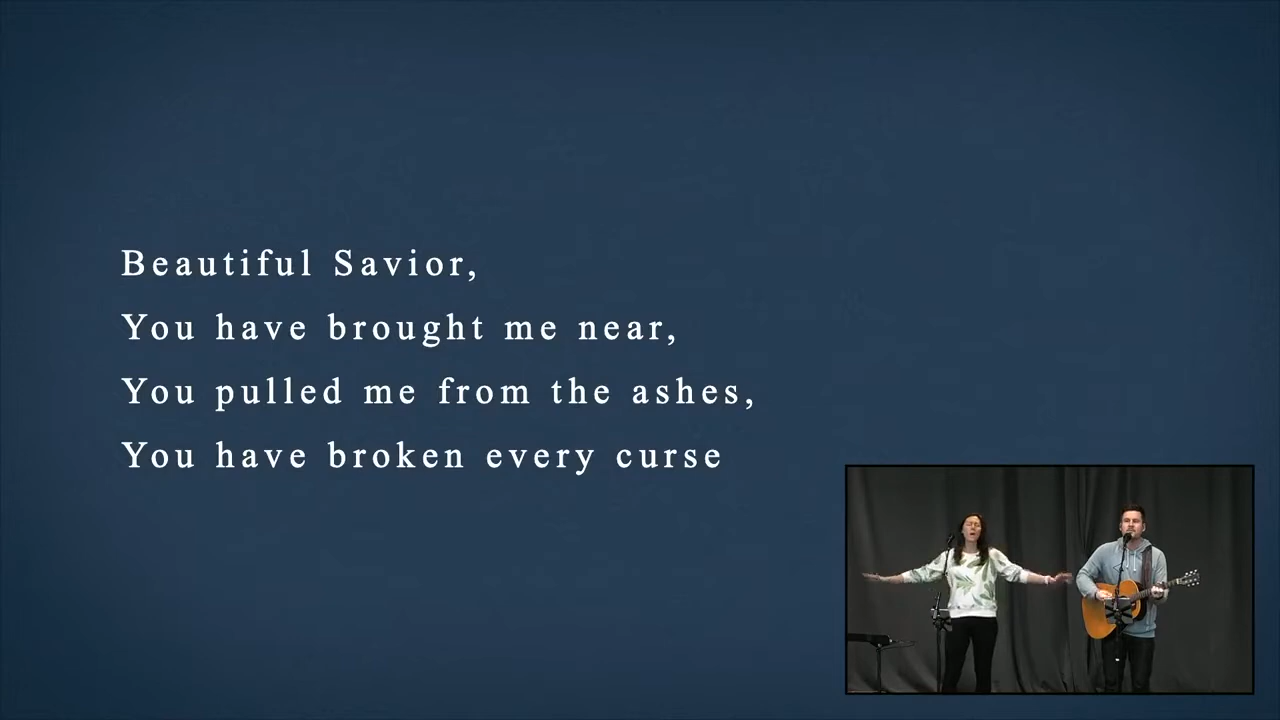 Beautiful Savior,
You have brought me near,
You pulled me from the ashes,
You have broken every curse